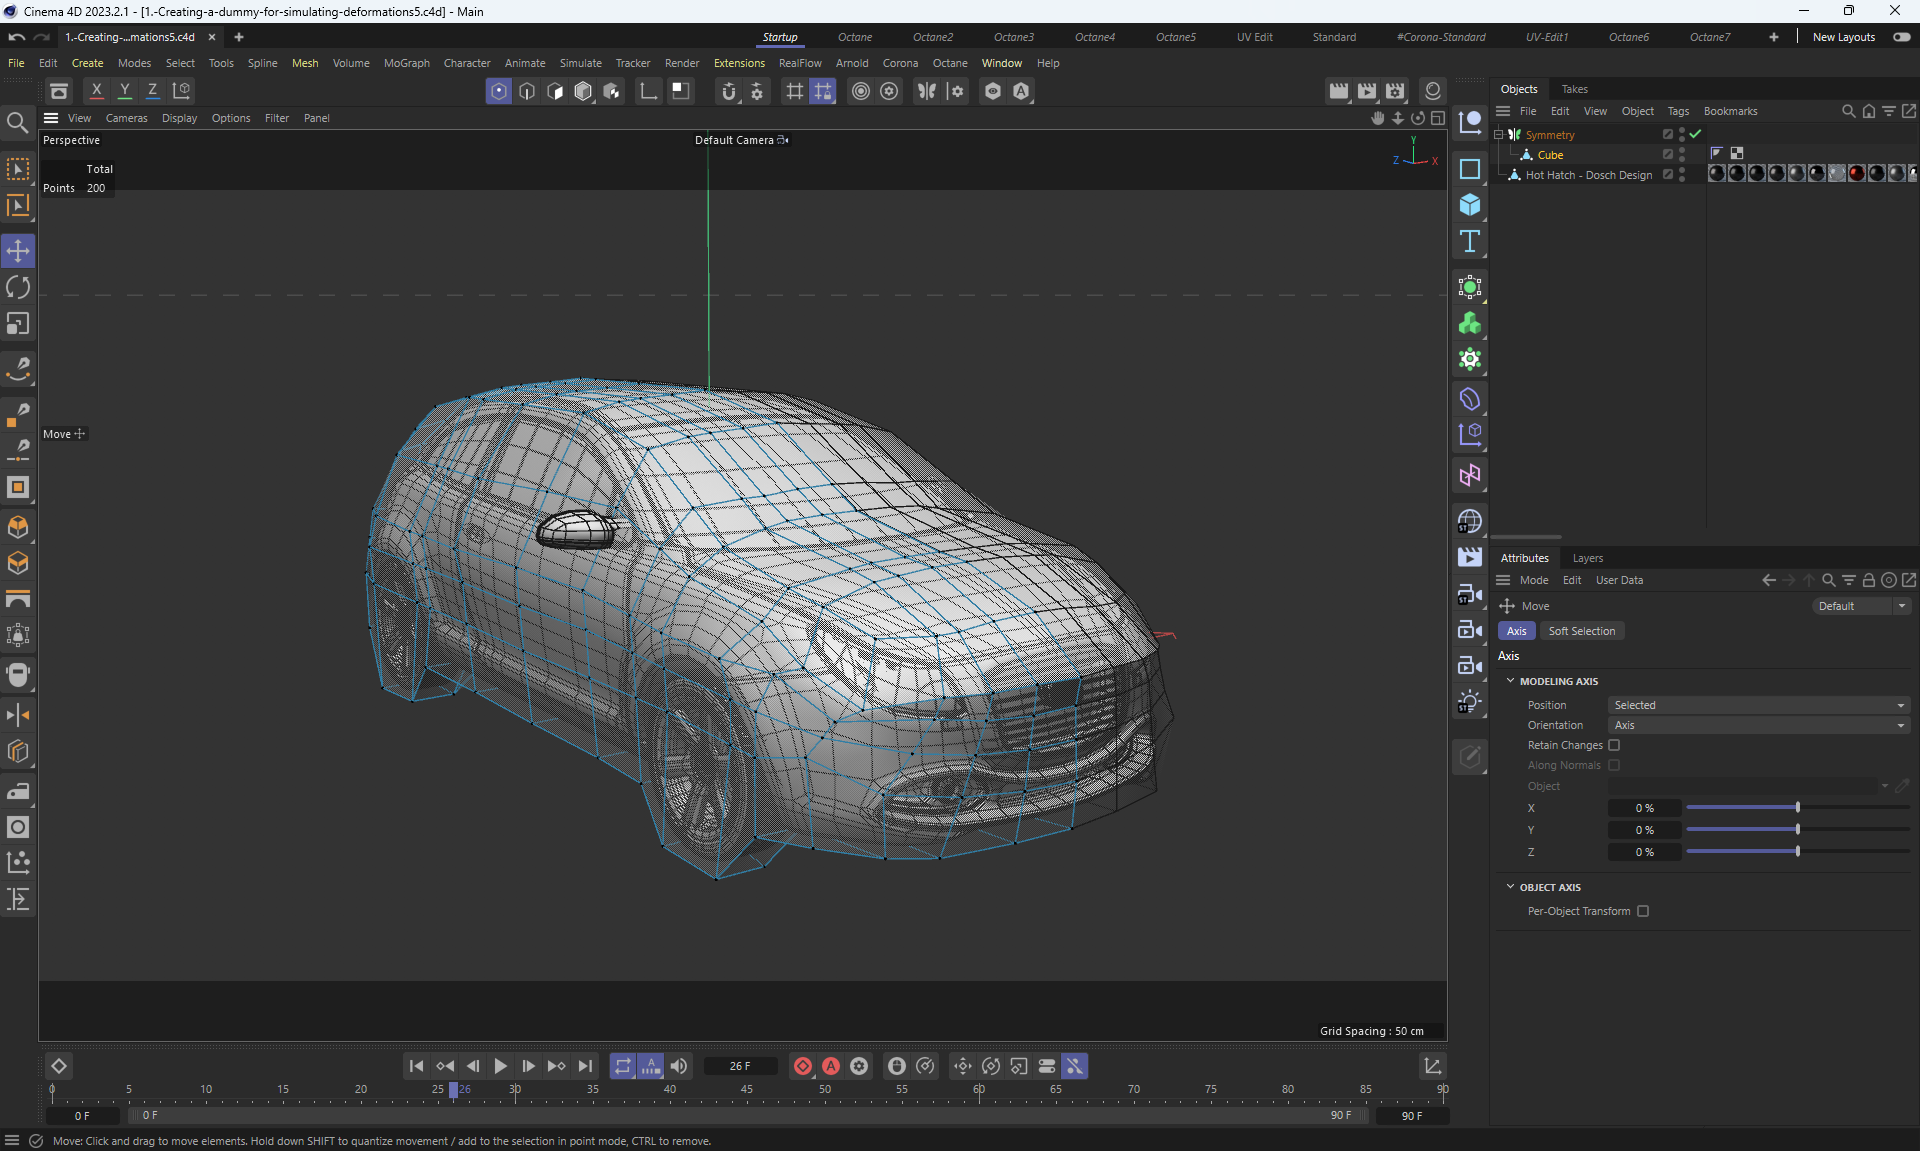 Cinema 4D 2023.2.1 - [1.-Creating-a-dummy-for-simulating-deformations5.c4d] - Main
1.-Creating-...mations5.c4d
Startup Octane Octane2 Octane3 Octane4 Octane5 UV Edit Standard #Corona-Standard UV-Edit1 Octane6 Octane7 New Layouts
File Edit Create Modes Select Tools Spline Mesh Volume MoGraph Character Animate Simulate Tracker Render Extensions RealFlow Arnold Corona Octane Window Help
X Y Z
Objects Takes
View Cameras Display Options Filter Panel
File Edit View Object Tags Bookmarks
Perspective
Default Camera
Y
Z X
Total
Points 200
Symmetry
Cube
Hot Hatch - Dosch Design
Move
ST
Attributes Layers
Mode Edit User Data
Move
Default
Axis Soft Selection
Axis
MODELING AXIS
Position Selected
Orientation Axis
Retain Changes
Along Normals
Object
X 0 %
Y 0 %
Z 0 %
OBJECT AXIS
Per-Object Transform
ST
ST
Grid Spacing : 50 cm
26 F
0 5 10 15 20 25 26 30 35 40 45 50 55 60 65 70 75 80 85 90
0 F 0 F 90 F 90 F
Move: Click and drag to move elements. Hold down SHIFT to quantize movement / add to the selection in point mode, CTRL to remove.